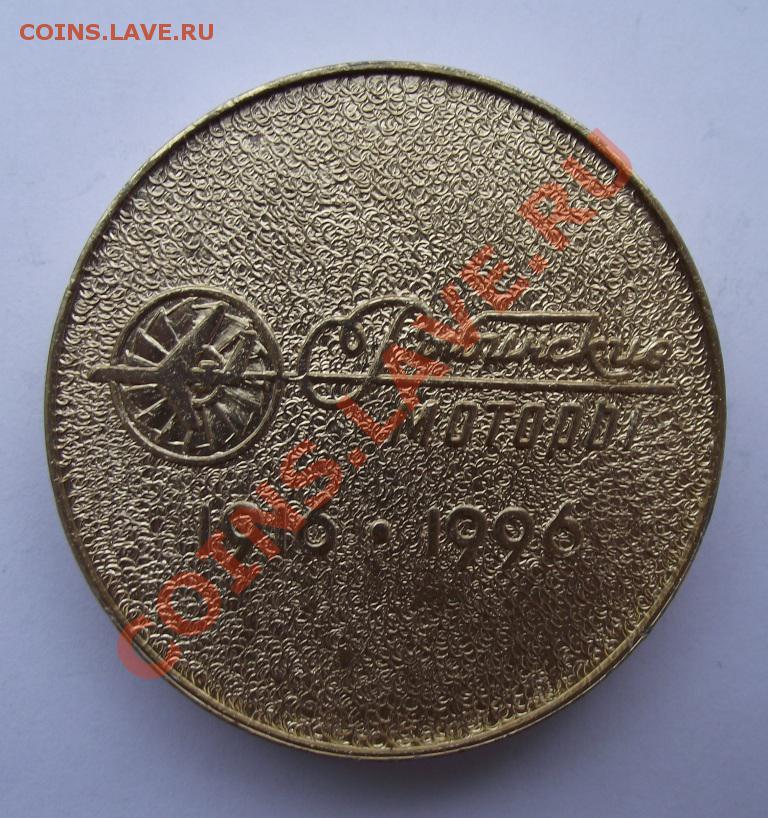 COINS.LAVE.RU
Рыбинские
моторы
1916 • 1996
COINS.LAVE.RU